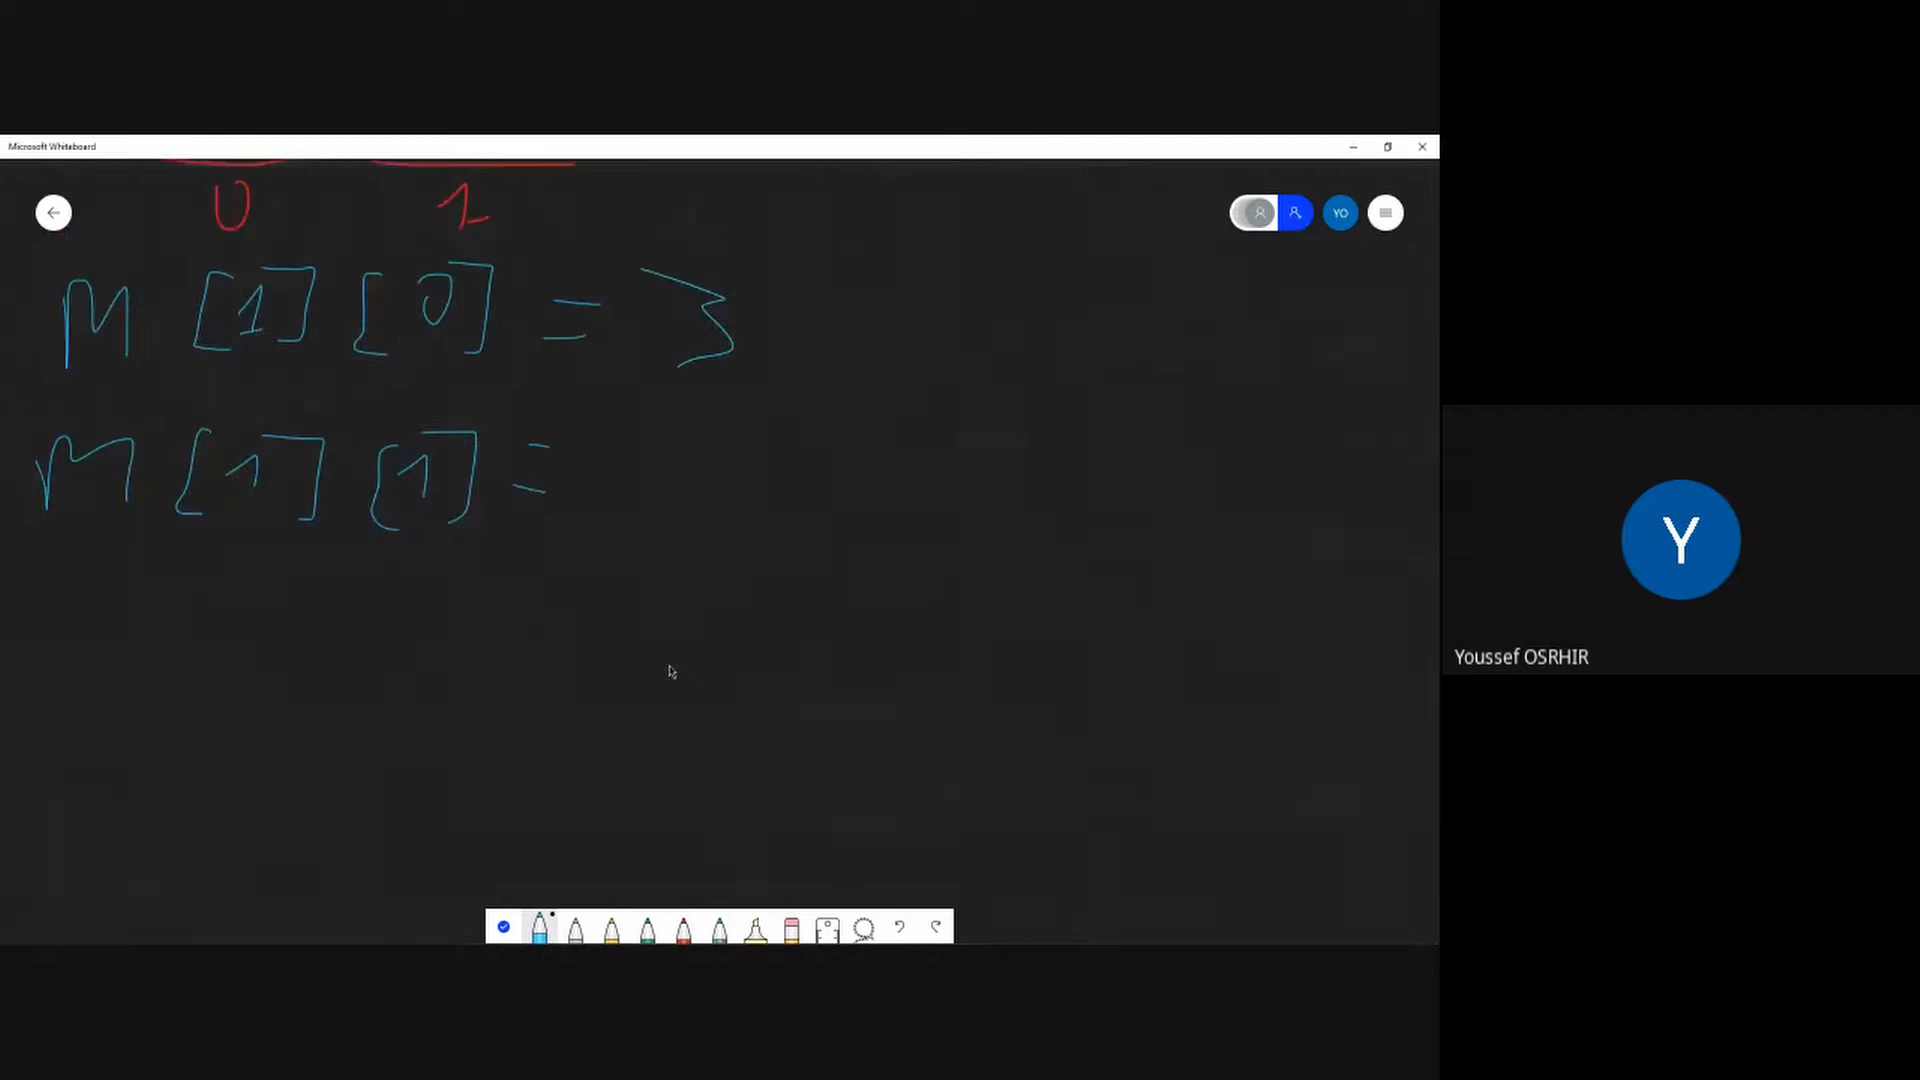 Microsoft Whiteboard
0 1
YO
M [1] [0] = 3
M [1] [1] =
Y
Youssef OSRHIR